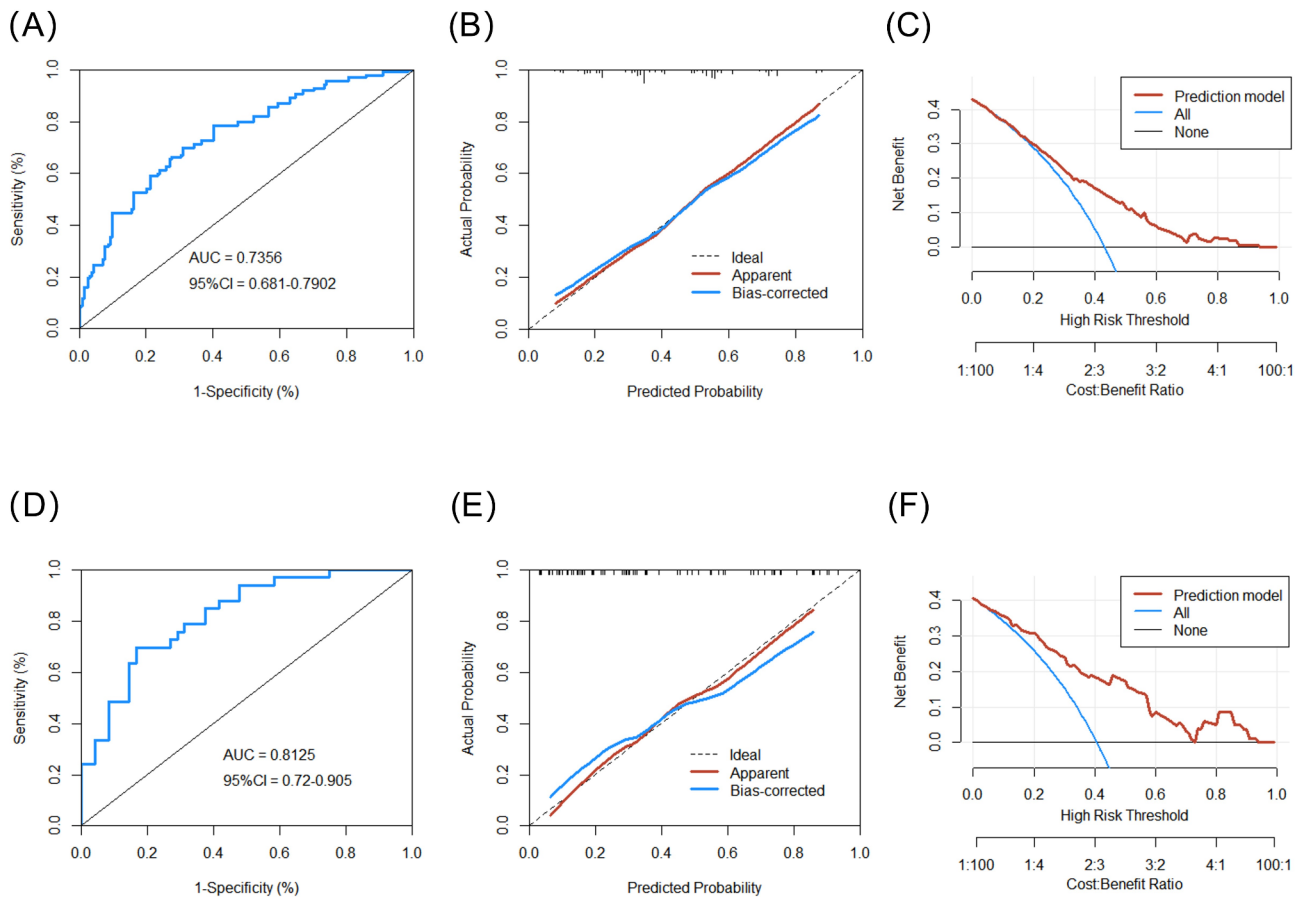 (A)
(B)
(C)
Sensitivity (%)
0.0 0.2 0.4 0.6 0.8 1.0
AUC = 0.7356
95%CI = 0.681-0.7902
0.0 0.2 0.4 0.6 0.8 1.0
1-Specificity (%)
Actual Probability
0.0 0.2 0.4 0.6 0.8 1.0
Ideal
Apparent
Bias-corrected
0.0 0.2 0.4 0.6 0.8 1.0
Predicted Probability
Net Benefit
0.0 0.1 0.2 0.3 0.4
Prediction model
All
None
0.0 0.2 0.4 0.6 0.8 1.0
High Risk Threshold
1:100 1:4 2:3 3:2 4:1 100:1
Cost:Benefit Ratio
(D)
(E)
(F)
Sensitivity (%)
0.0 0.2 0.4 0.6 0.8 1.0
AUC = 0.8125
95%CI = 0.72-0.905
0.0 0.2 0.4 0.6 0.8 1.0
1-Specificity (%)
Actual Probability
0.0 0.2 0.4 0.6 0.8 1.0
Ideal
Apparent
Bias-corrected
0.0 0.2 0.4 0.6 0.8 1.0
Predicted Probability
Net Benefit
0.0 0.1 0.2 0.3 0.4
Prediction model
All
None
0.0 0.2 0.4 0.6 0.8 1.0
High Risk Threshold
1:100 1:4 2:3 3:2 4:1 100:1
Cost:Benefit Ratio